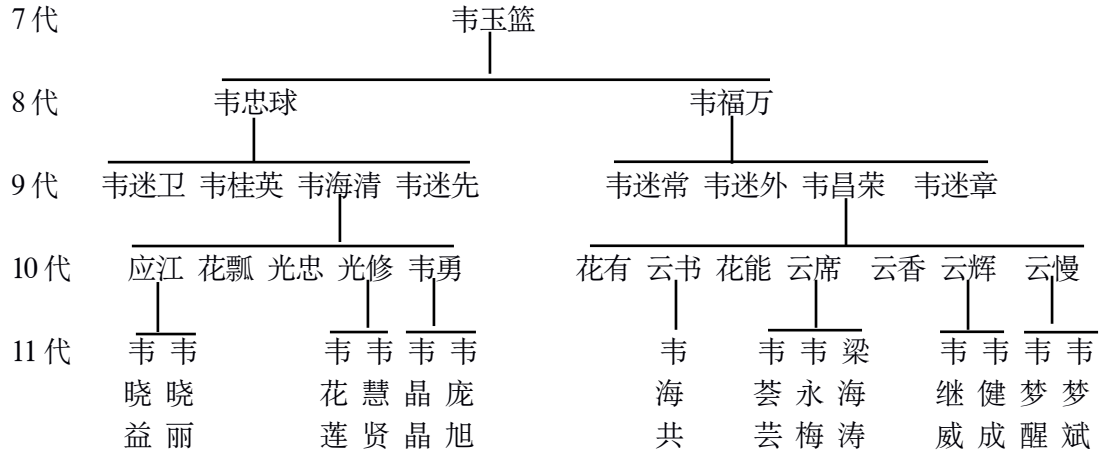 7代 韦玉篮
8代 韦忠球 韦福万
9代 韦迷卫 韦桂英 韦海清 韦迷先 韦迷常 韦迷外 韦昌荣 韦迷章
10代 应江 花瓢 光忠 光修 韦勇 花有 云书 花能 云席 云香 云辉 云慢
11代 韦 韦 韦 韦 韦 韦 韦 韦 韦 梁 韦 韦 韦 韦
晓 晓 花 慧 晶 庞 海 荟 永 海 继 健 梦 梦
益 丽 莲 贤 晶 旭 共 芸 梅 涛 威 成 醒 斌